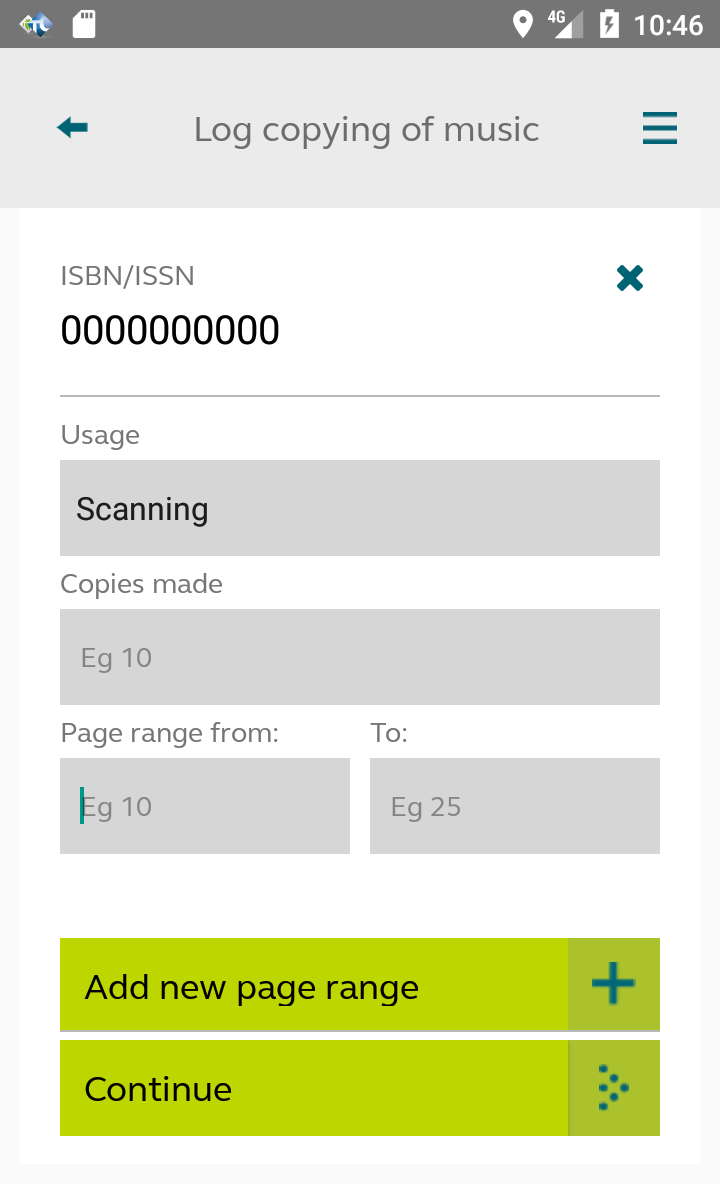 4G 10:46
Log copying of music
ISBN/ISSN
0000000000
Usage
Scanning
Copies made
Eg 10
Page range from: To:
Eg 10 Eg 25
Add new page range
Continue